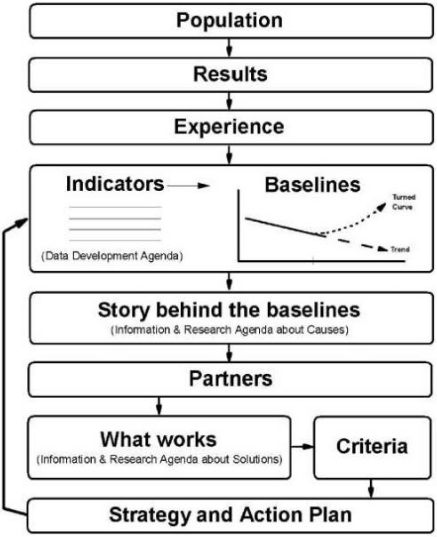 Population
Results
Experience
Indicators
Baselines
Turned
Curve
Trend
(Data Development Agenda)
Story behind the baselines
(Information & Research Agenda about Causes)
Partners
What works
(Information & Research Agenda about Solutions)
Criteria
Strategy and Action Plan